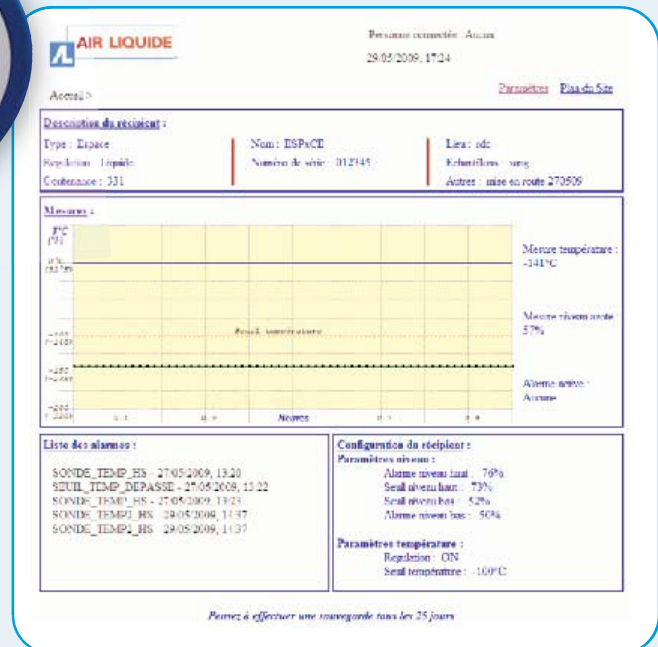 AIR LIQUIDE
Personne connectée : Aucun
29/05/2009, 17:24
Accueil >
Paramètres Plan du Site
Description du récipient :
Type : Espace
Nom : ESPACE
Lieu : rdc
Regulation : Liquide
Numéro de série : 012345
Echantillons : sang
Contenance : 331
Autres : mise en route 270509
Mesures :
T°C
Mesure température :
-141°C
Seuil température
Mesure niveau azote
57%
Alarme active :
Aucune
Heures
Liste des alarmes :
SONDE_TEMP_HS - 27/05/2009, 13:20
SEUIL_TEMP_DEPASSE - 27/05/2009, 13:22
SONDE_TEMP_HS - 27/05/2009, 13:23
SONDE_TEMP2_HS 29/05/2009, 14:37
SONDE_TEMP2_HS 29/05/2009, 14:37
Configuration du récipient :
Paramètres niveau :
Alarme niveau haut : 76%
Seuil niveau haut : 73%
Seuil niveau bas : 52%
Alarme niveau bas : 50%
Paramètres température :
Regulation : ON
Seuil température : -100°C
Pensez à effectuer une sauvegarde tous les 25 jours